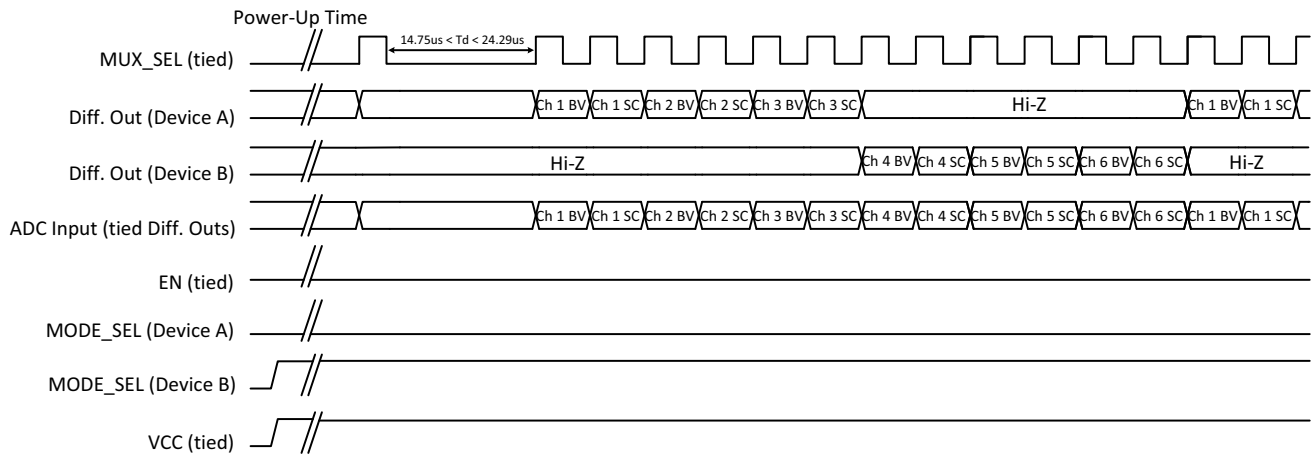 Power-Up Time
MUX_SEL (tied) 14.75us < Td < 24.29us
Diff. Out (Device A) Ch 1 BV Ch 1 SC Ch 2 BV Ch 2 SC Ch 3 BV Ch 3 SC Hi-Z Ch 1 BV Ch 1 SC
Diff. Out (Device B) Hi-Z Ch 4 BV Ch 4 SC Ch 5 BV Ch 5 SC Ch 6 BV Ch 6 SC Hi-Z
ADC Input (tied Diff. Outs) Ch 1 BV Ch 1 SC Ch 2 BV Ch 2 SC Ch 3 BV Ch 3 SC Ch 4 BV Ch 4 SC Ch 5 BV Ch 5 SC Ch 6 BV Ch 6 SC Ch 1 BV Ch 1 SC
EN (tied)
MODE_SEL (Device A)
MODE_SEL (Device B)
VCC (tied)